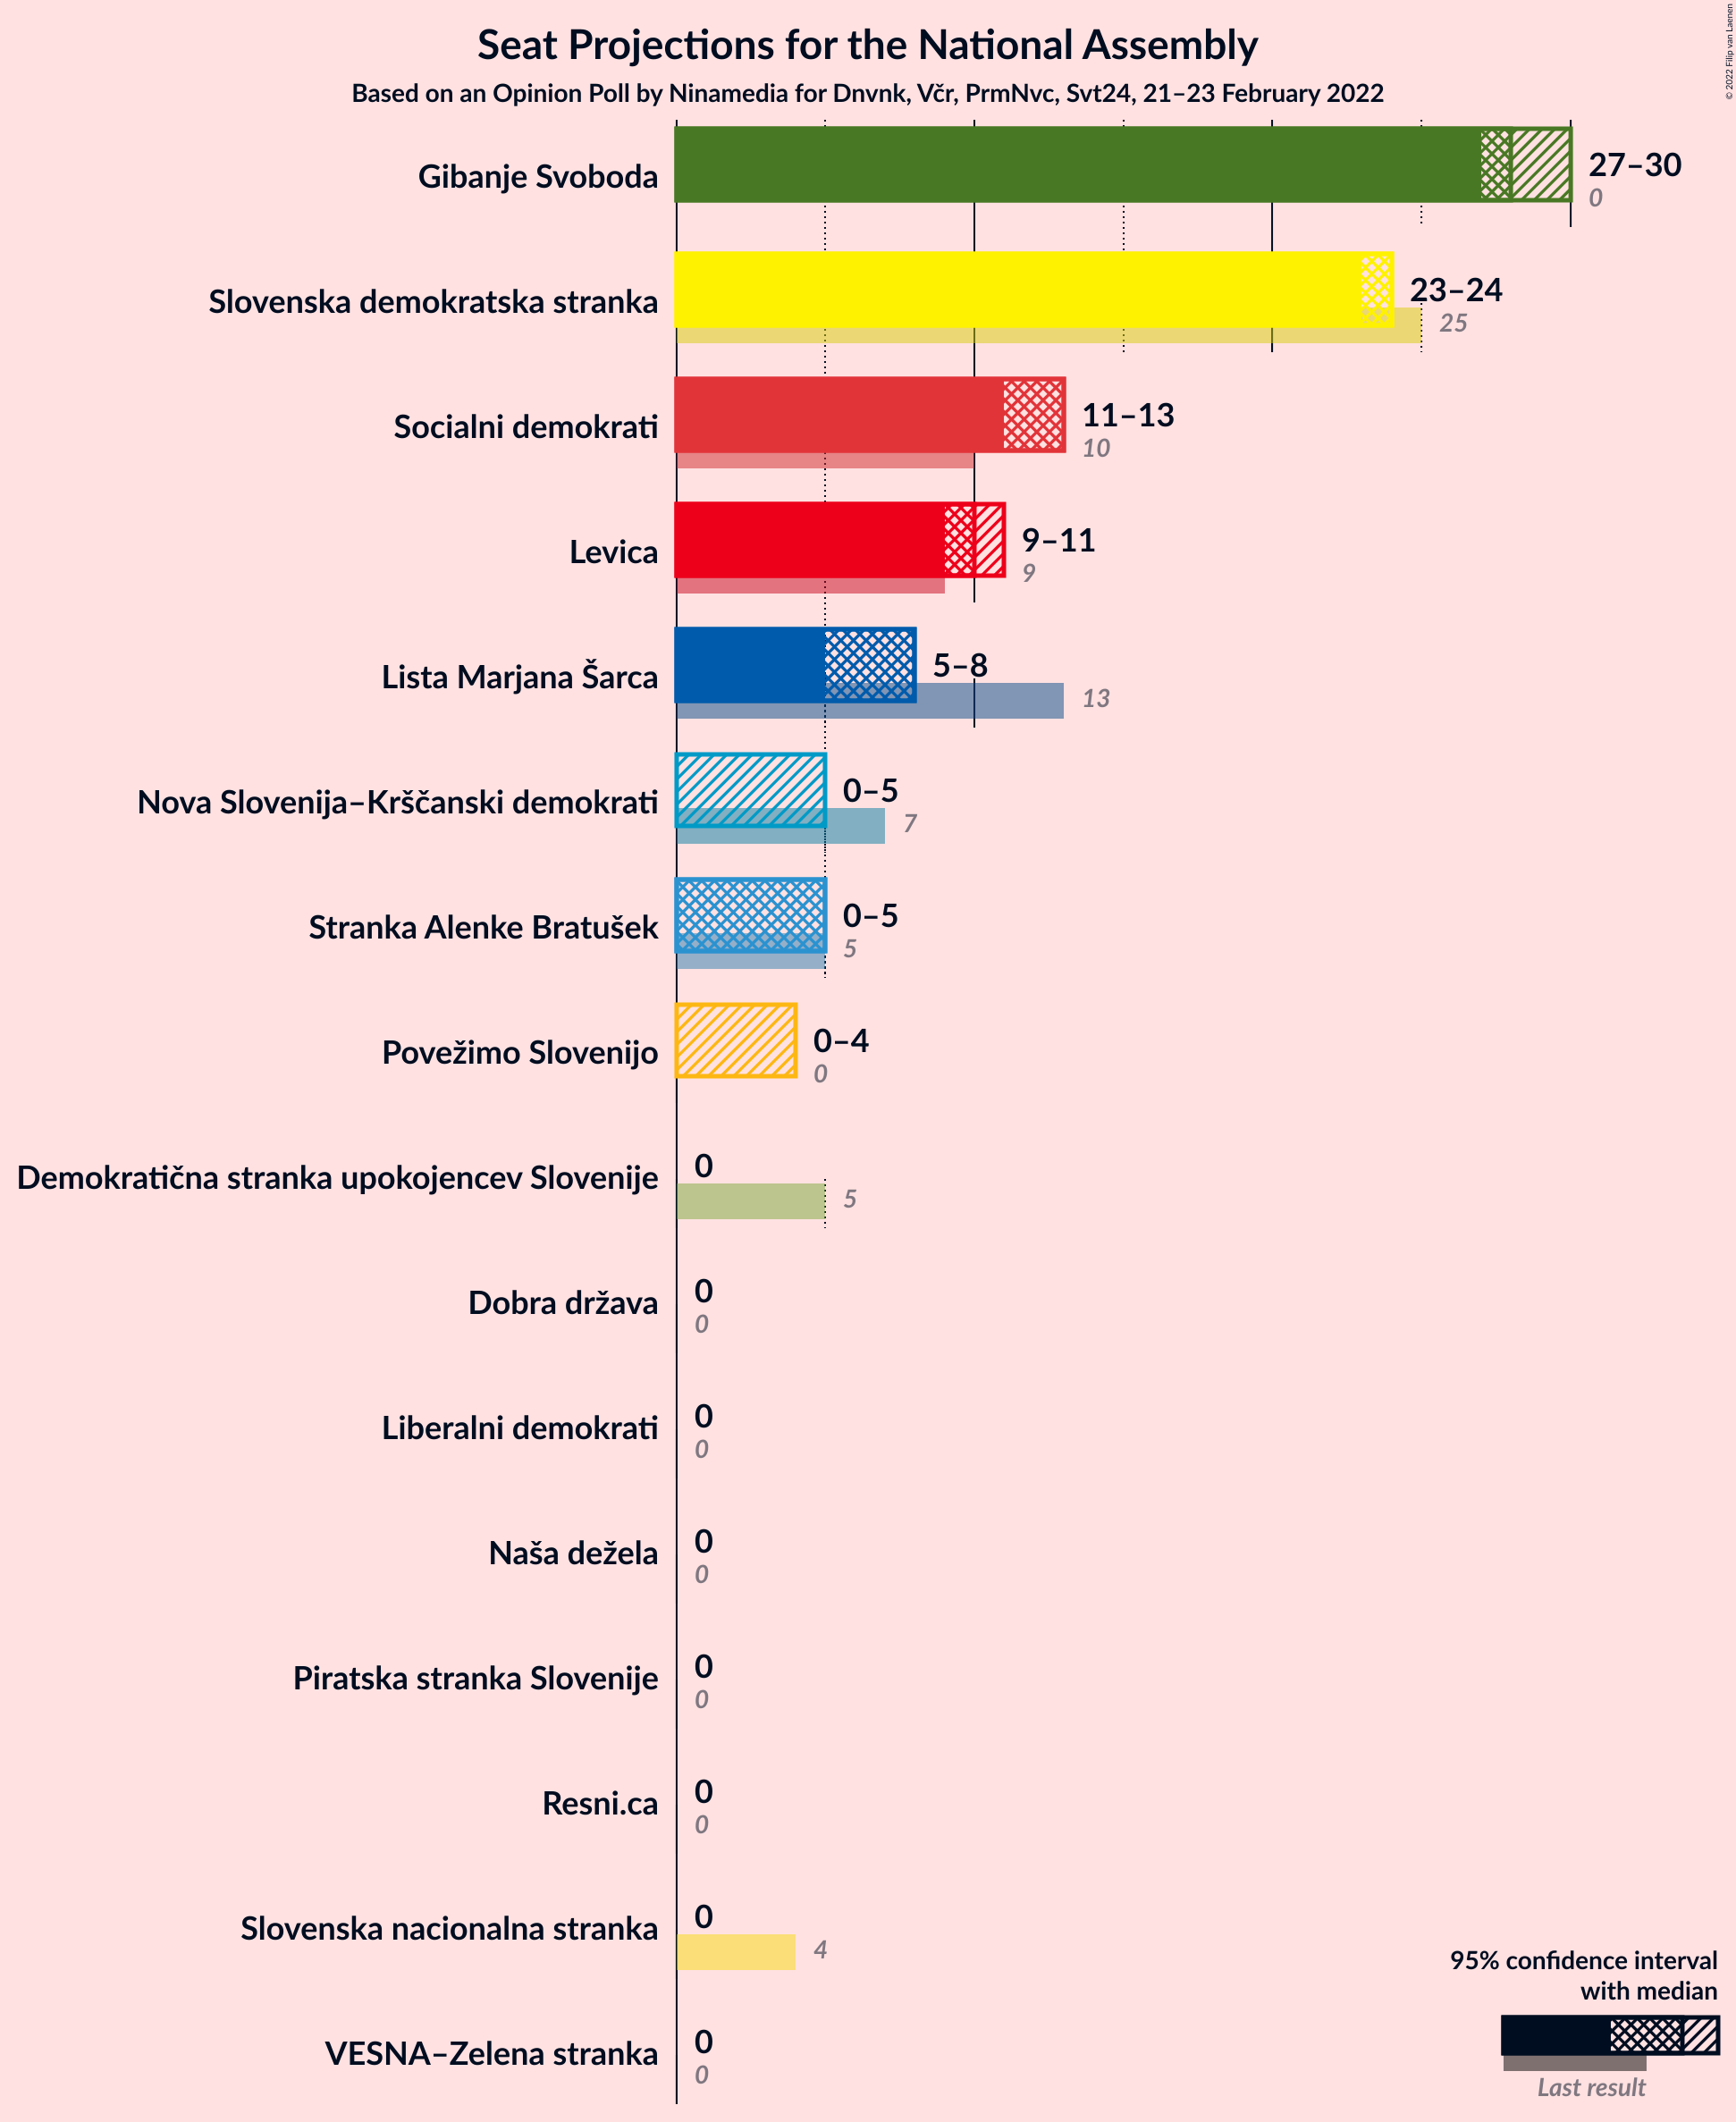 Seat Projections for the National Assembly
Based on an Opinion Poll by Ninamedia for Dnvnk, Včr, PrmNvc, Svt24, 21–23 February 2022
© 2022 Filip van Laenen
Gibanje Svoboda
27–30
0
Slovenska demokratska stranka
23–24
25
Socialni demokrati
11–13
10
Levica
9–11
9
Lista Marjana Šarca
5–8
13
Nova Slovenija–Krščanski demokrati
0–5
7
Stranka Alenke Bratušek
0–5
5
Povežimo Slovenijo
0–4
0
Demokratična stranka upokojencev Slovenije
0
5
Dobra država
0
0
Liberalni demokrati
0
0
Naša dežela
0
0
Piratska stranka Slovenije
0
0
Resni.ca
0
0
Slovenska nacionalna stranka
0
4
VESNA–Zelena stranka
0
0
95% confidence interval
with median
Last result